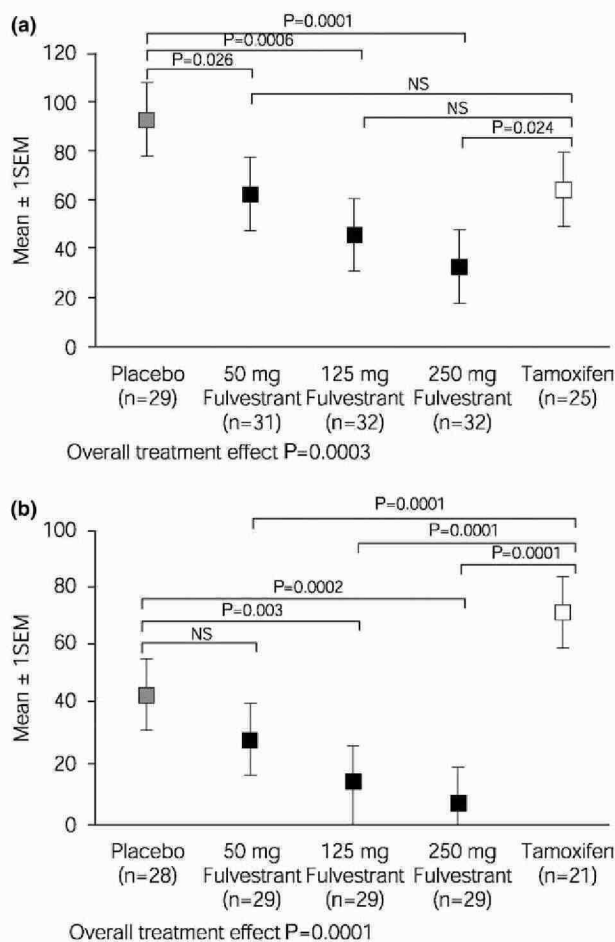 (a)
P=0.0001
P=0.0006
P=0.026
NS
NS
P=0.024
120
100
80
60
40
20
0
Mean ± 1SEM
Placebo 50 mg 125 mg 250 mg Tamoxifen
(n=29) Fulvestrant Fulvestrant Fulvestrant (n=25)
(n=31) (n=32) (n=32)
Overall treatment effect P=0.0003
(b)
P=0.0001
P=0.0001
P=0.0001
P=0.0002
P=0.003
NS
100
80
60
40
20
0
Mean ± 1SEM
Placebo 50 mg 125 mg 250 mg Tamoxifen
(n=28) Fulvestrant Fulvestrant Fulvestrant (n=21)
(n=29) (n=29) (n=29)
Overall treatment effect P=0.0001